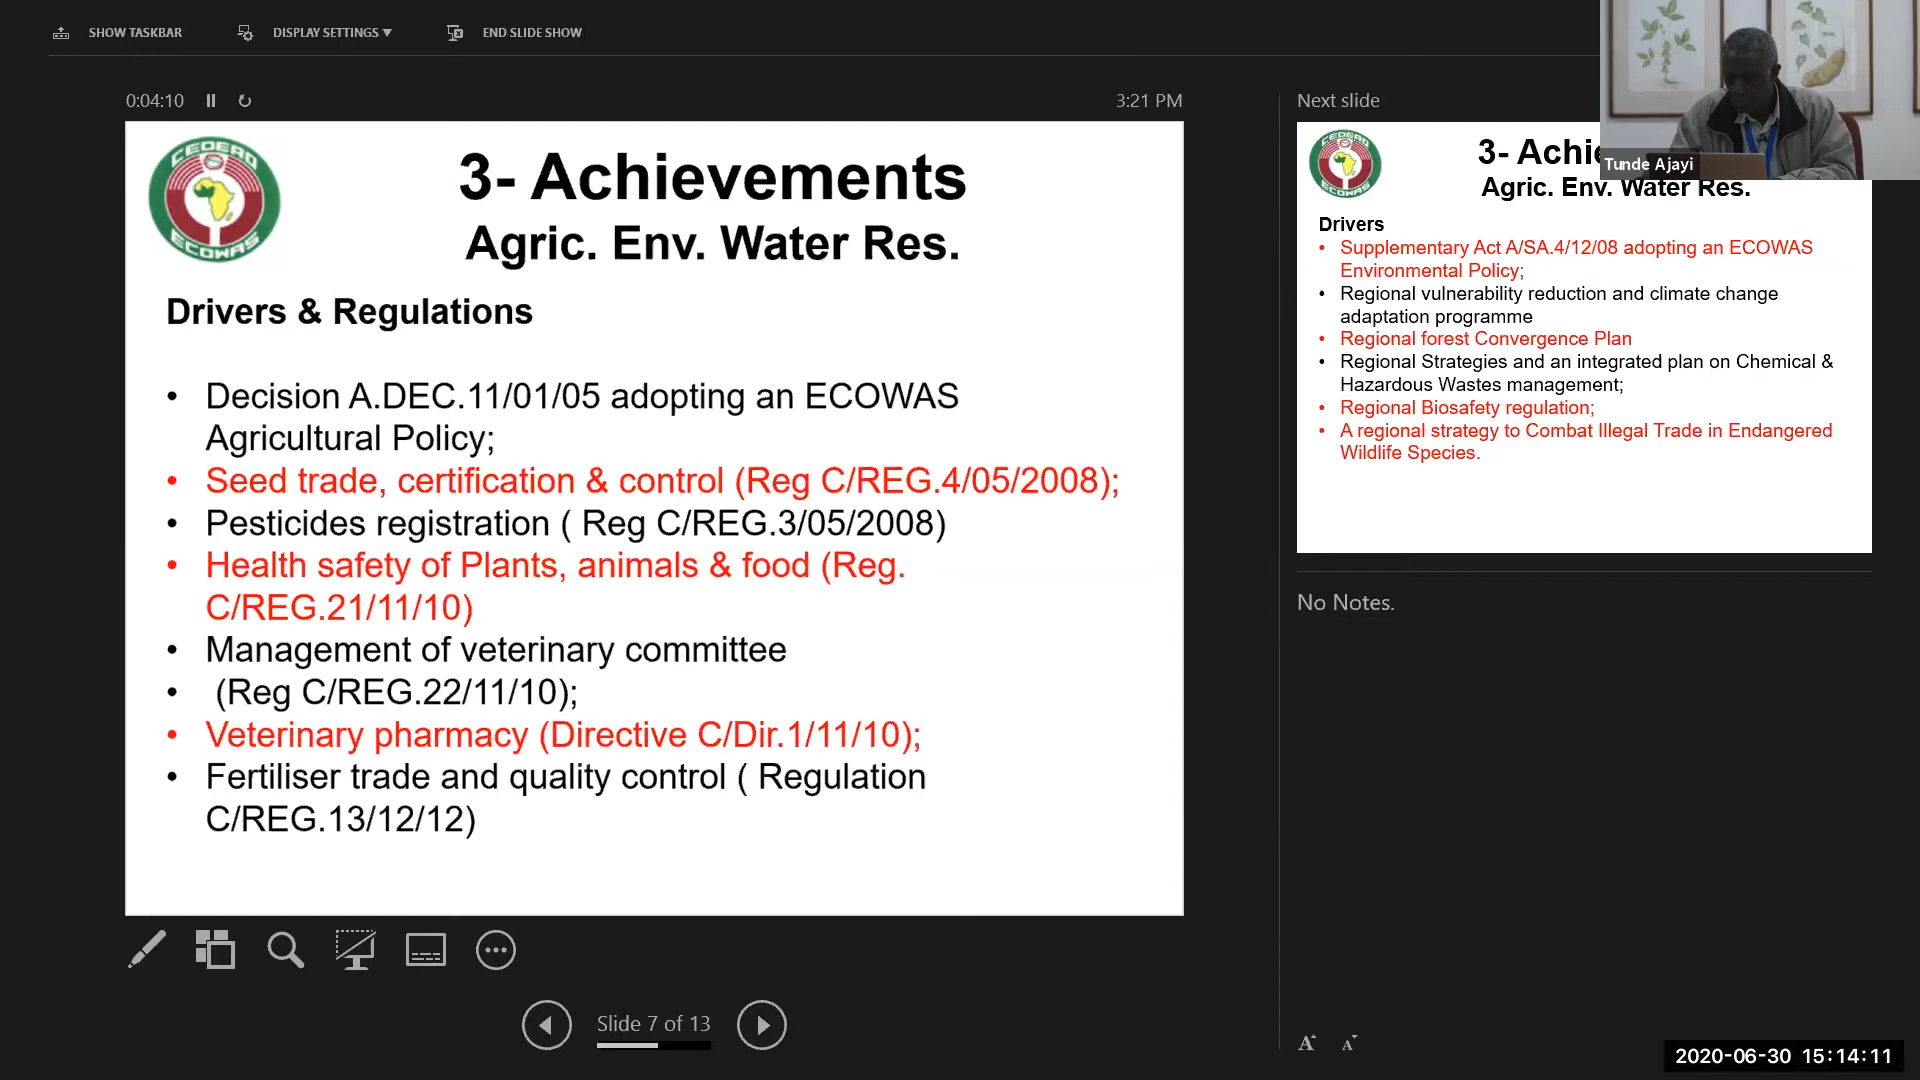 SHOW TASKBAR
DISPLAY SETTINGS ▼
END SLIDE SHOW
0:04:10
3:21 PM
CEDEAO
ECOWAS
3- Achievements
Agric. Env. Water Res.
Drivers & Regulations
• Decision A.DEC.11/01/05 adopting an ECOWAS
Agricultural Policy;
• Seed trade, certification & control (Reg C/REG.4/05/2008);
• Pesticides registration ( Reg C/REG.3/05/2008)
• Health safety of Plants, animals & food (Reg.
C/REG.21/11/10)
• Management of veterinary committee
• (Reg C/REG.22/11/10);
• Veterinary pharmacy (Directive C/Dir.1/11/10);
• Fertiliser trade and quality control ( Regulation
C/REG.13/12/12)
Slide 7 of 13
Next slide
Tunde Ajayi
CEDEAO
ECOWAS
3- Achie
Agric. Env. Water Res.
Drivers
• Supplementary Act A/SA.4/12/08 adopting an ECOWAS
Environmental Policy;
• Regional vulnerability reduction and climate change
adaptation programme
• Regional forest Convergence Plan
• Regional Strategies and an integrated plan on Chemical &
Hazardous Wastes management;
• Regional Biosafety regulation;
• A regional strategy to Combat Illegal Trade in Endangered
Wildlife Species.
No Notes.
A A
2020-06-30 15:14:11